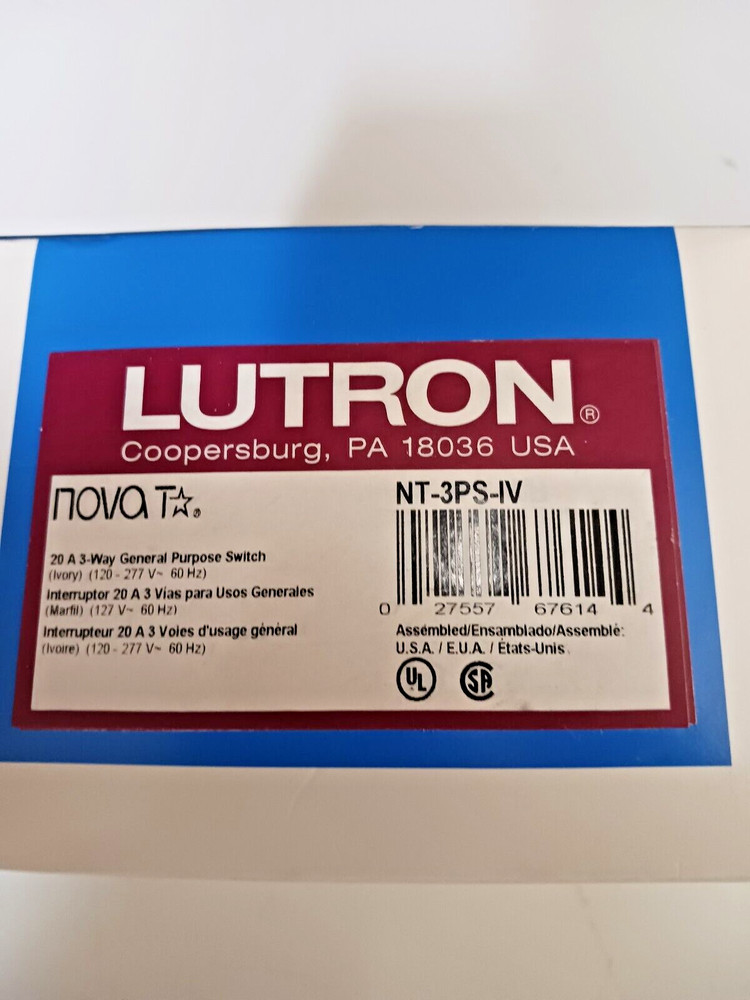 LUTRON®
Coopersburg, PA 18036 USA
nova T☆®
20 A 3-Way General Purpose Switch
(Ivory) (120 - 277 V~ 60 Hz)
Interruptor 20 A 3 Vías para Usos Generales
(Marfil) (127 V~ 60 Hz)
Interrupteur 20 A 3 Voies d'usage général
(Ivoire) (120 - 277 V~ 60 Hz)
NT-3PS-IV
0 27557 67614 4
Assembled/Ensamblado/Assemblé:
U.S.A. / E.U.A. / États-Unis
UL SA